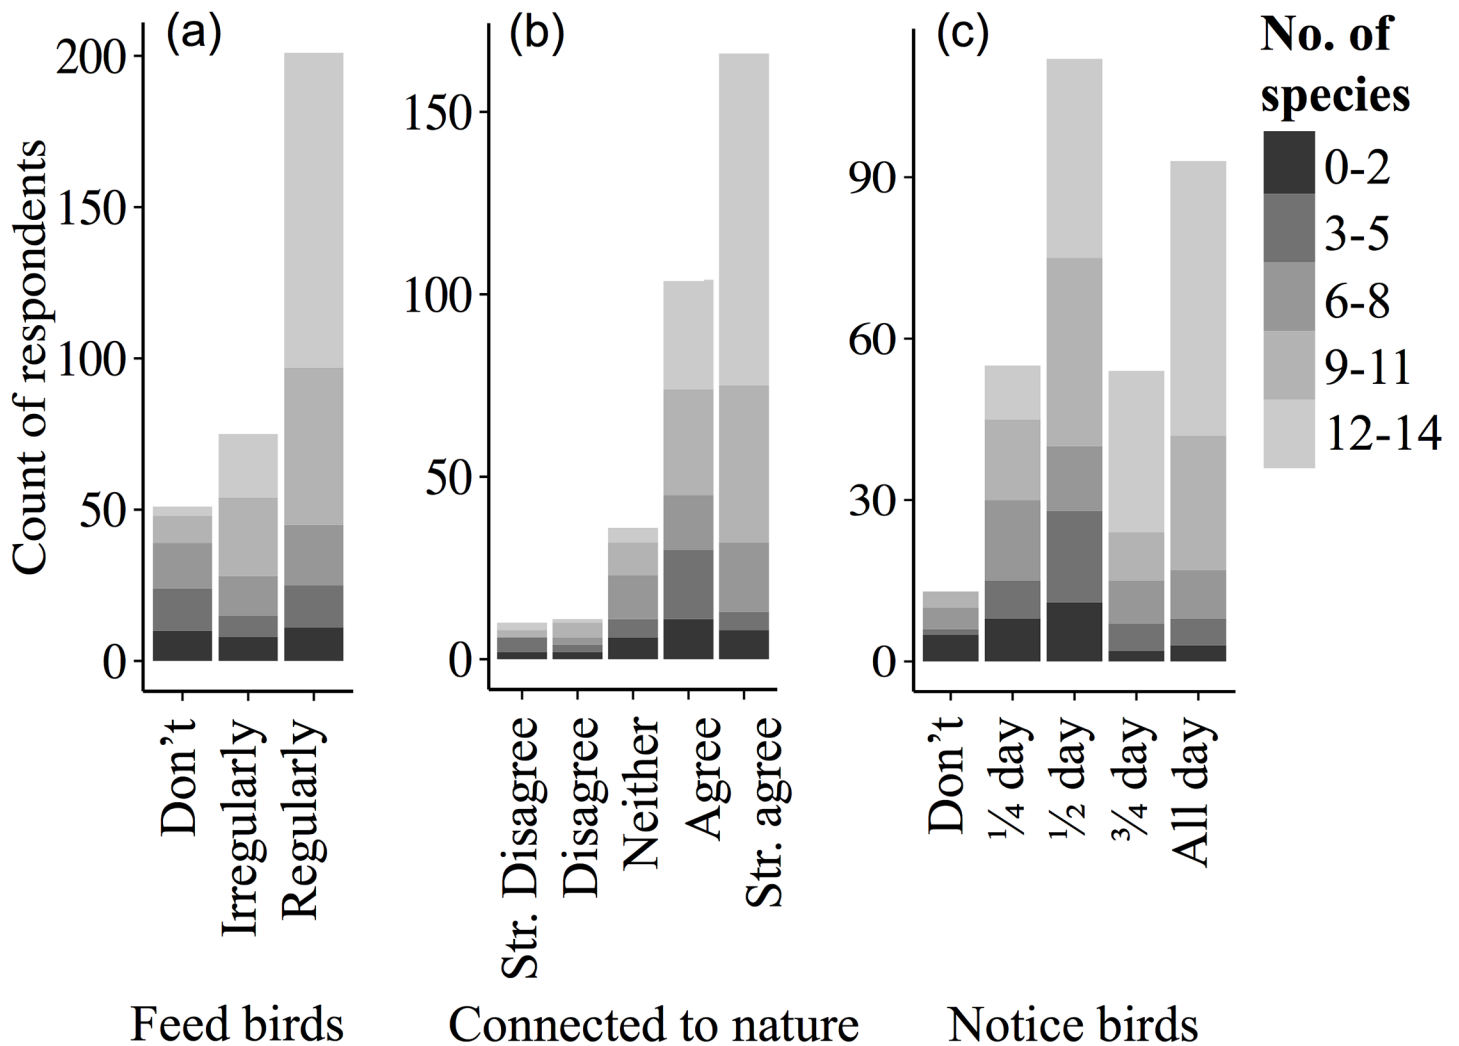 (a)
(b)
(c)
No. of
species
0-2
3-5
6-8
9-11
12-14
Count of respondents
200
150
100
50
0
150
100
50
0
90
60
30
0
Don’t
Irregularly
Regularly
Str. Disagree
Disagree
Neither
Agree
Str. agree
Don’t
¼ day
½ day
¾ day
All day
Feed birds
Connected to nature
Notice birds